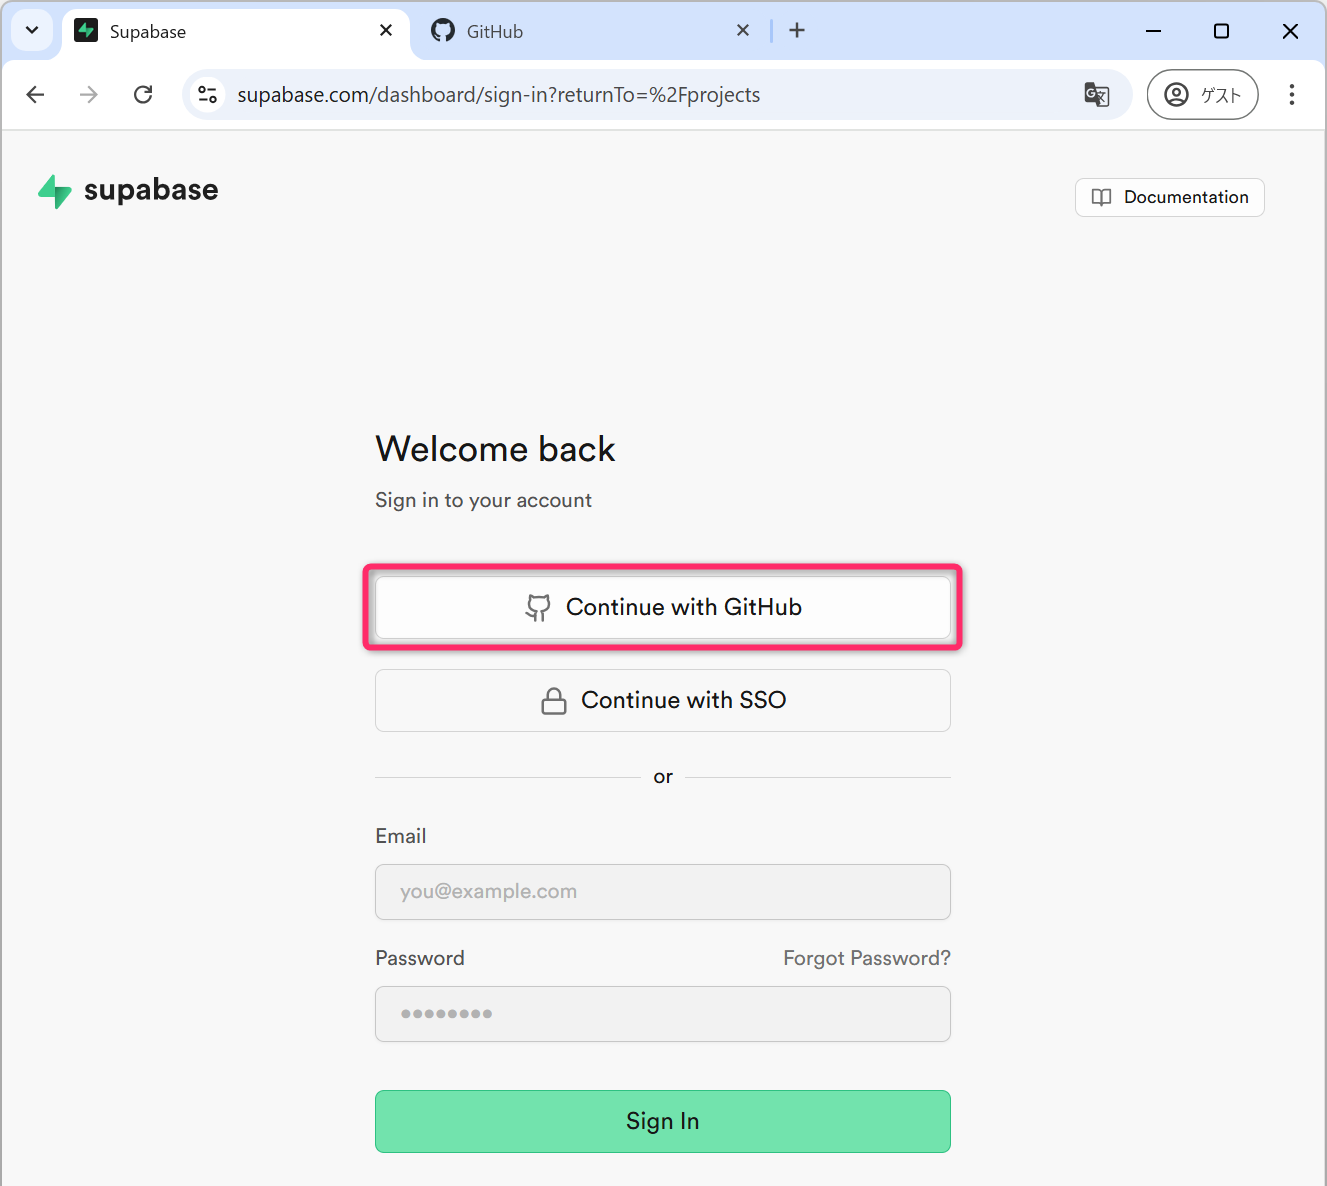 Supabase
GitHub
supabase.com/dashboard/sign-in?returnTo=%2Fprojects
ゲスト
supabase
Documentation
Welcome back
Sign in to your account
Continue with GitHub
Continue with SSO
or
Email
you@example.com
Password
Forgot Password?
••••••••
Sign In